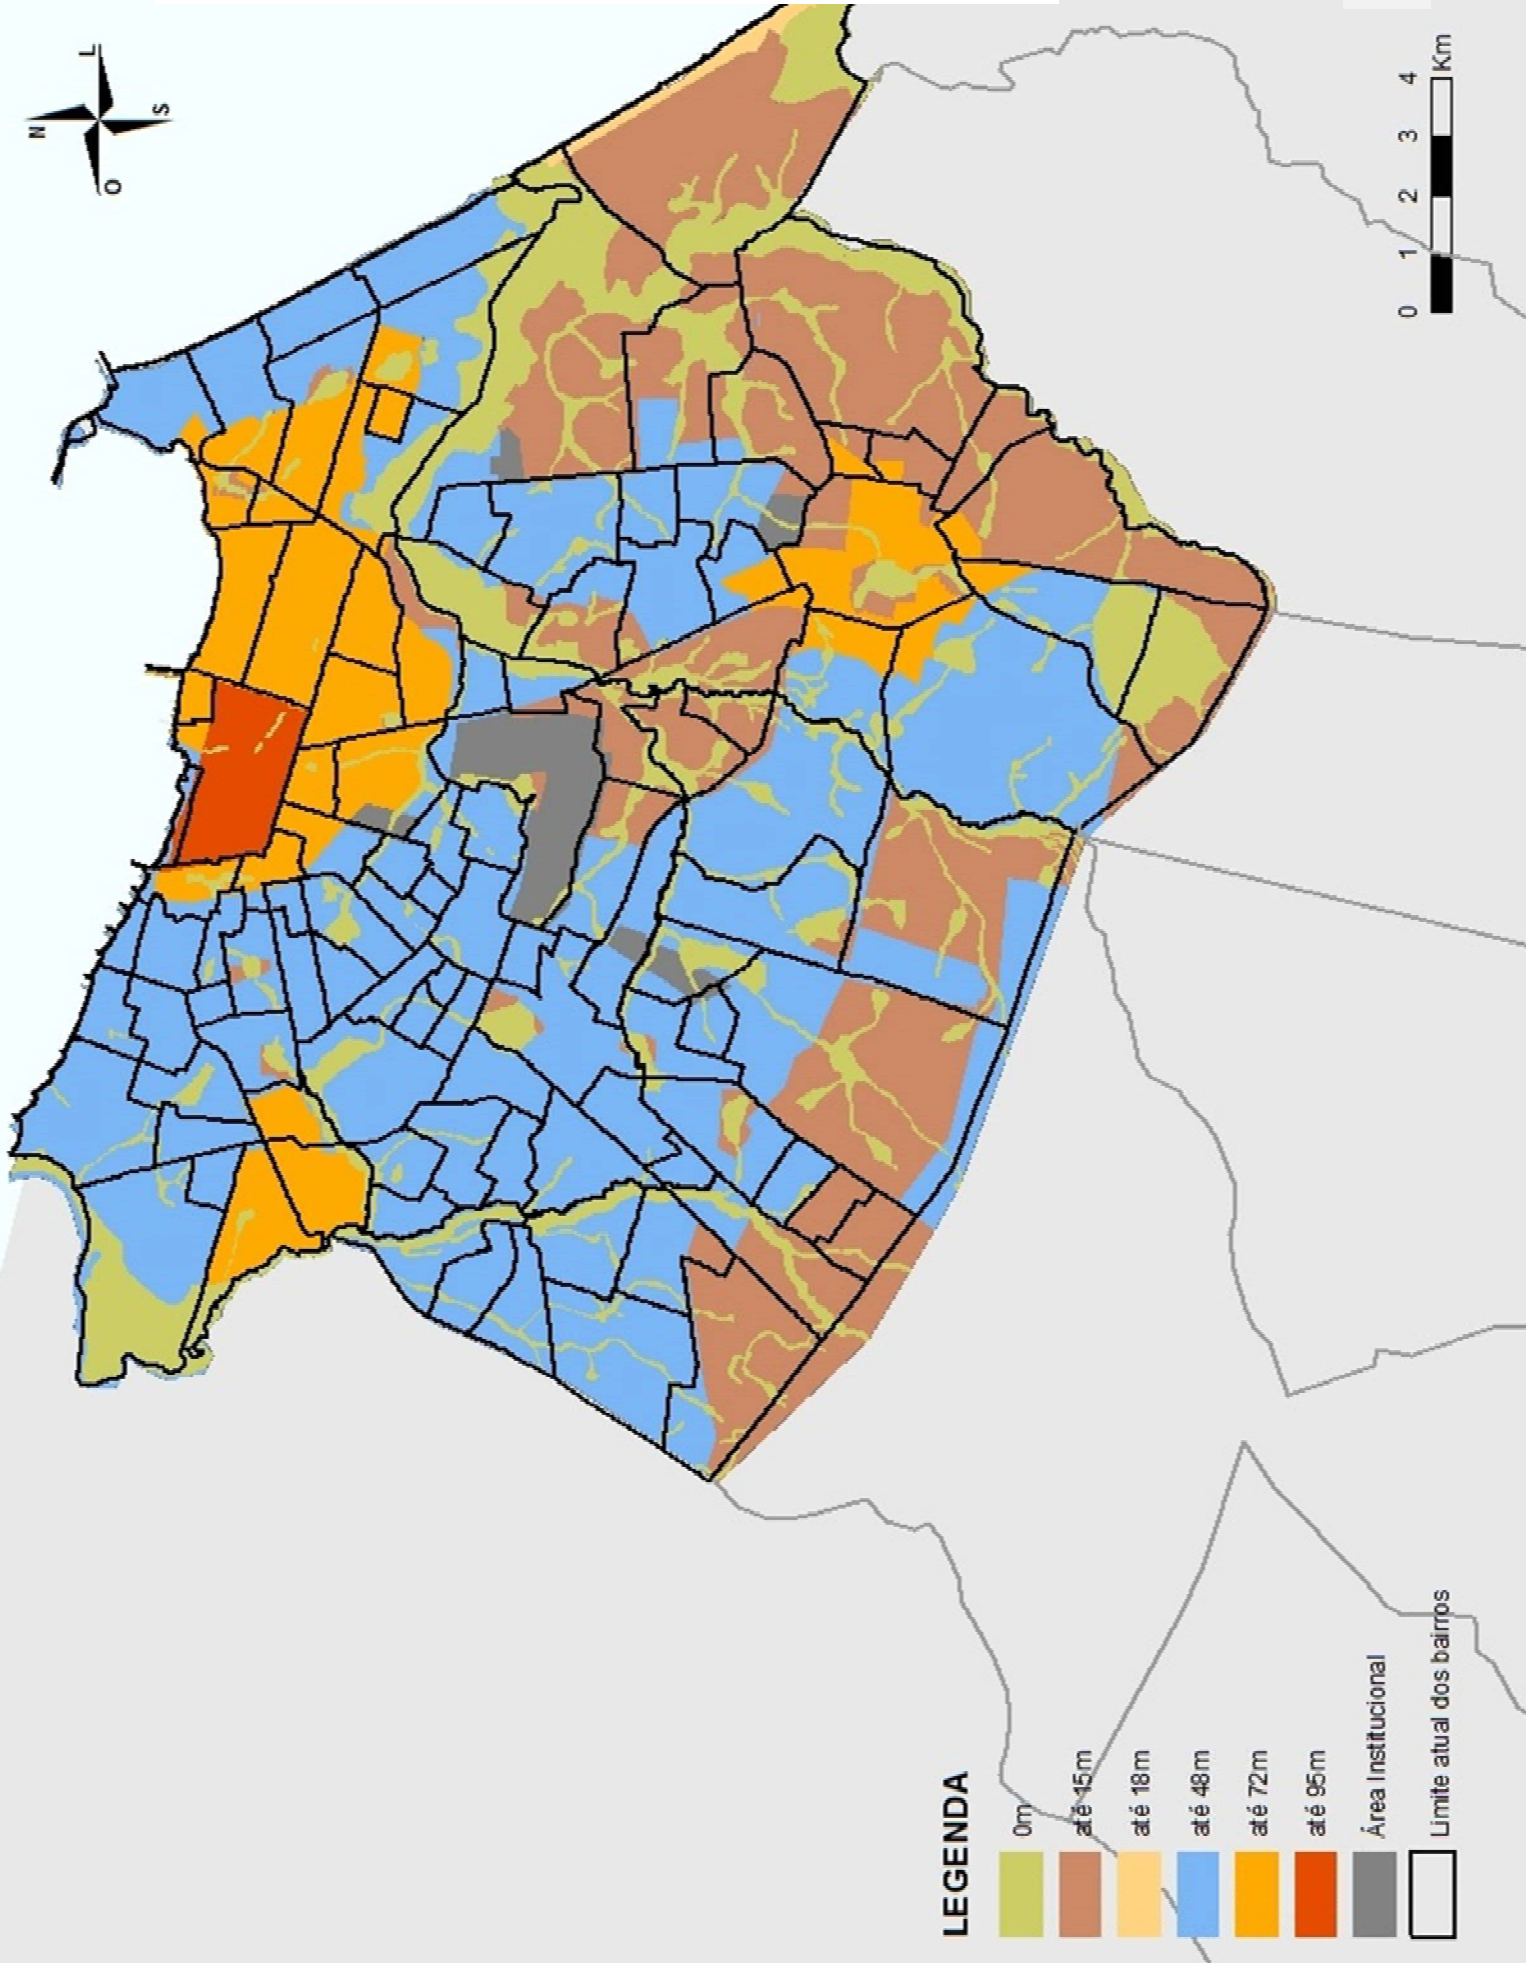 N
L
S
O
0 1 2 3 4 Km
LEGENDA
0m
até 15m
até 18m
até 48m
até 72m
até 95m
Área Institucional
Limite atual dos bairros